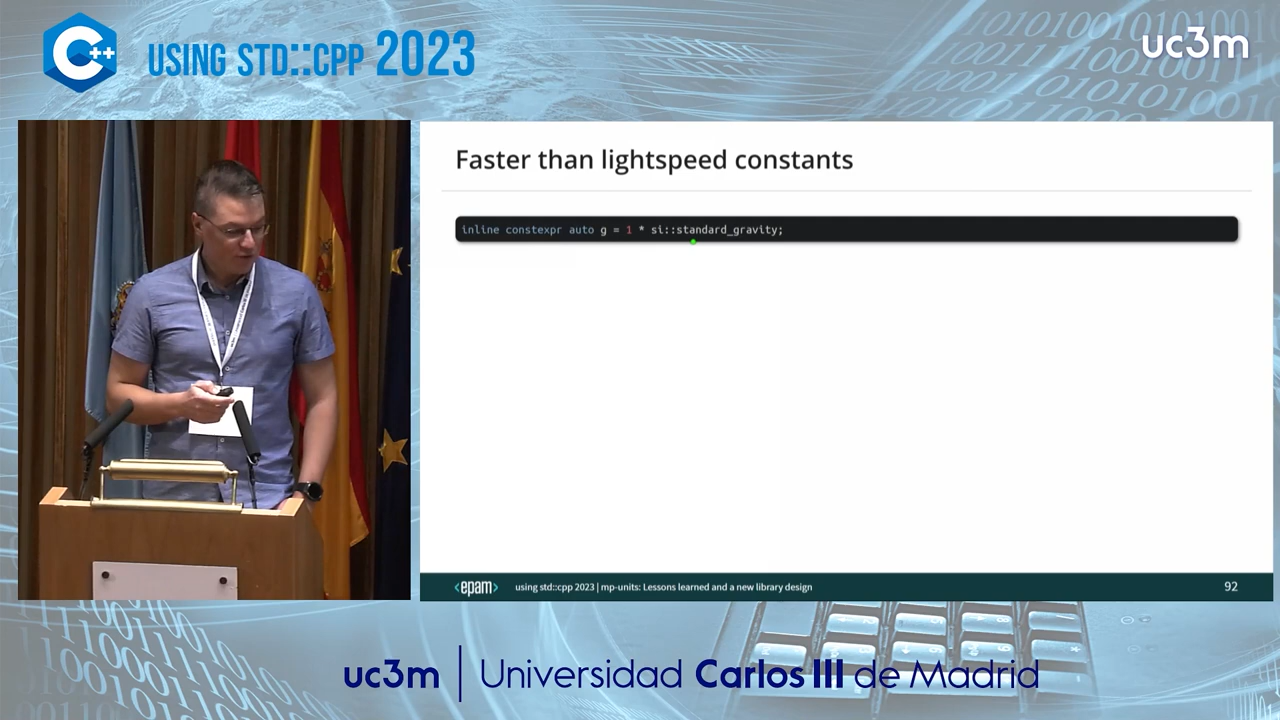 C++
USING STD::CPP 2023
uc3m
Faster than lightspeed constants
inline constexpr auto g = 1 * si::standard_gravity;
<epam>
using std::cpp 2023 | mp-units: Lessons learned and a new library design
92
uc3m | Universidad Carlos III de Madrid